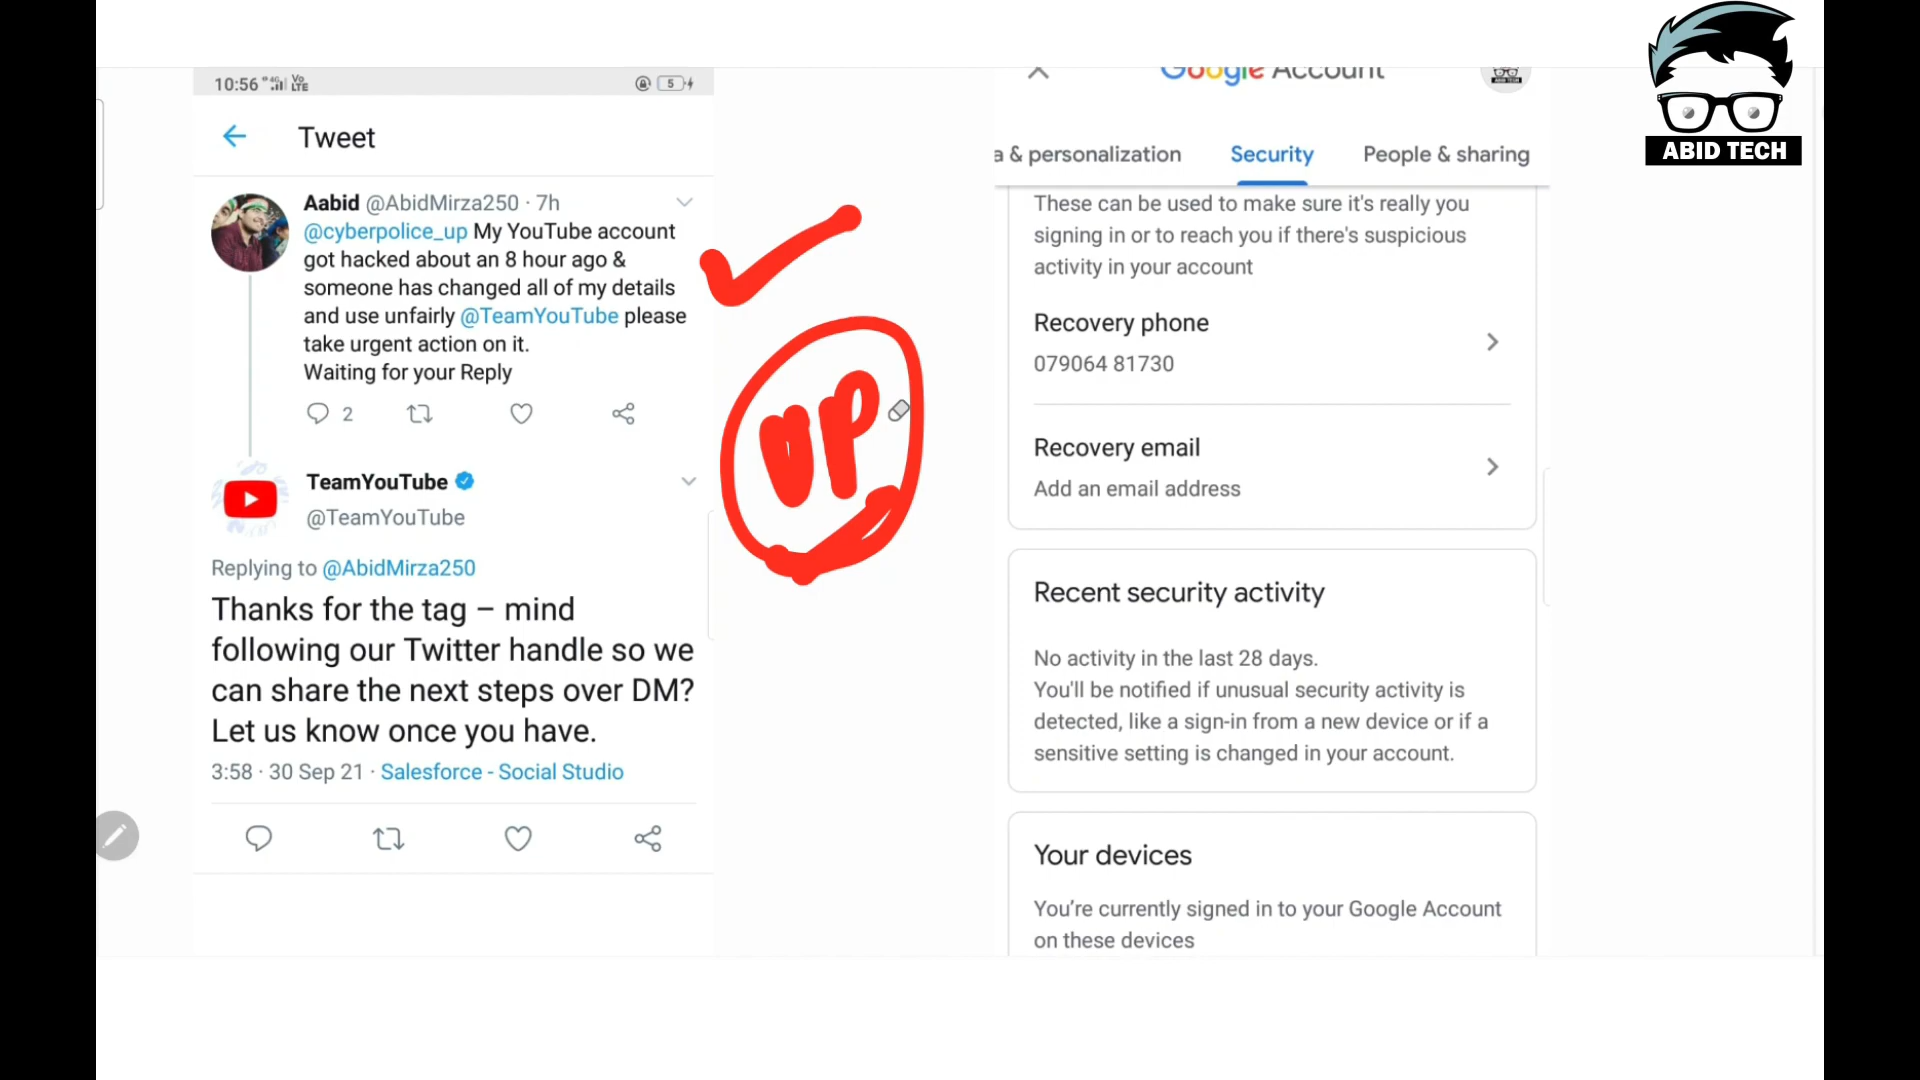 10:56 4G Vo LTE 5
Tweet
Aabid @AbidMirza250 · 7h
@cyberpolice_up My YouTube account
got hacked about an 8 hour ago &
someone has changed all of my details
and use unfairly @TeamYouTube please
take urgent action on it.
Waiting for your Reply
2
TeamYouTube
@TeamYouTube
Replying to @AbidMirza250
Thanks for the tag – mind
following our Twitter handle so we
can share the next steps over DM?
Let us know once you have.
3:58 · 30 Sep 21 · Salesforce - Social Studio
UP
Google Account
a & personalization Security People & sharing
These can be used to make sure it's really you
signing in or to reach you if there's suspicious
activity in your account
Recovery phone
079064 81730
Recovery email
Add an email address
Recent security activity
No activity in the last 28 days.
You'll be notified if unusual security activity is
detected, like a sign-in from a new device or if a
sensitive setting is changed in your account.
Your devices
You're currently signed in to your Google Account
on these devices
ABID TECH